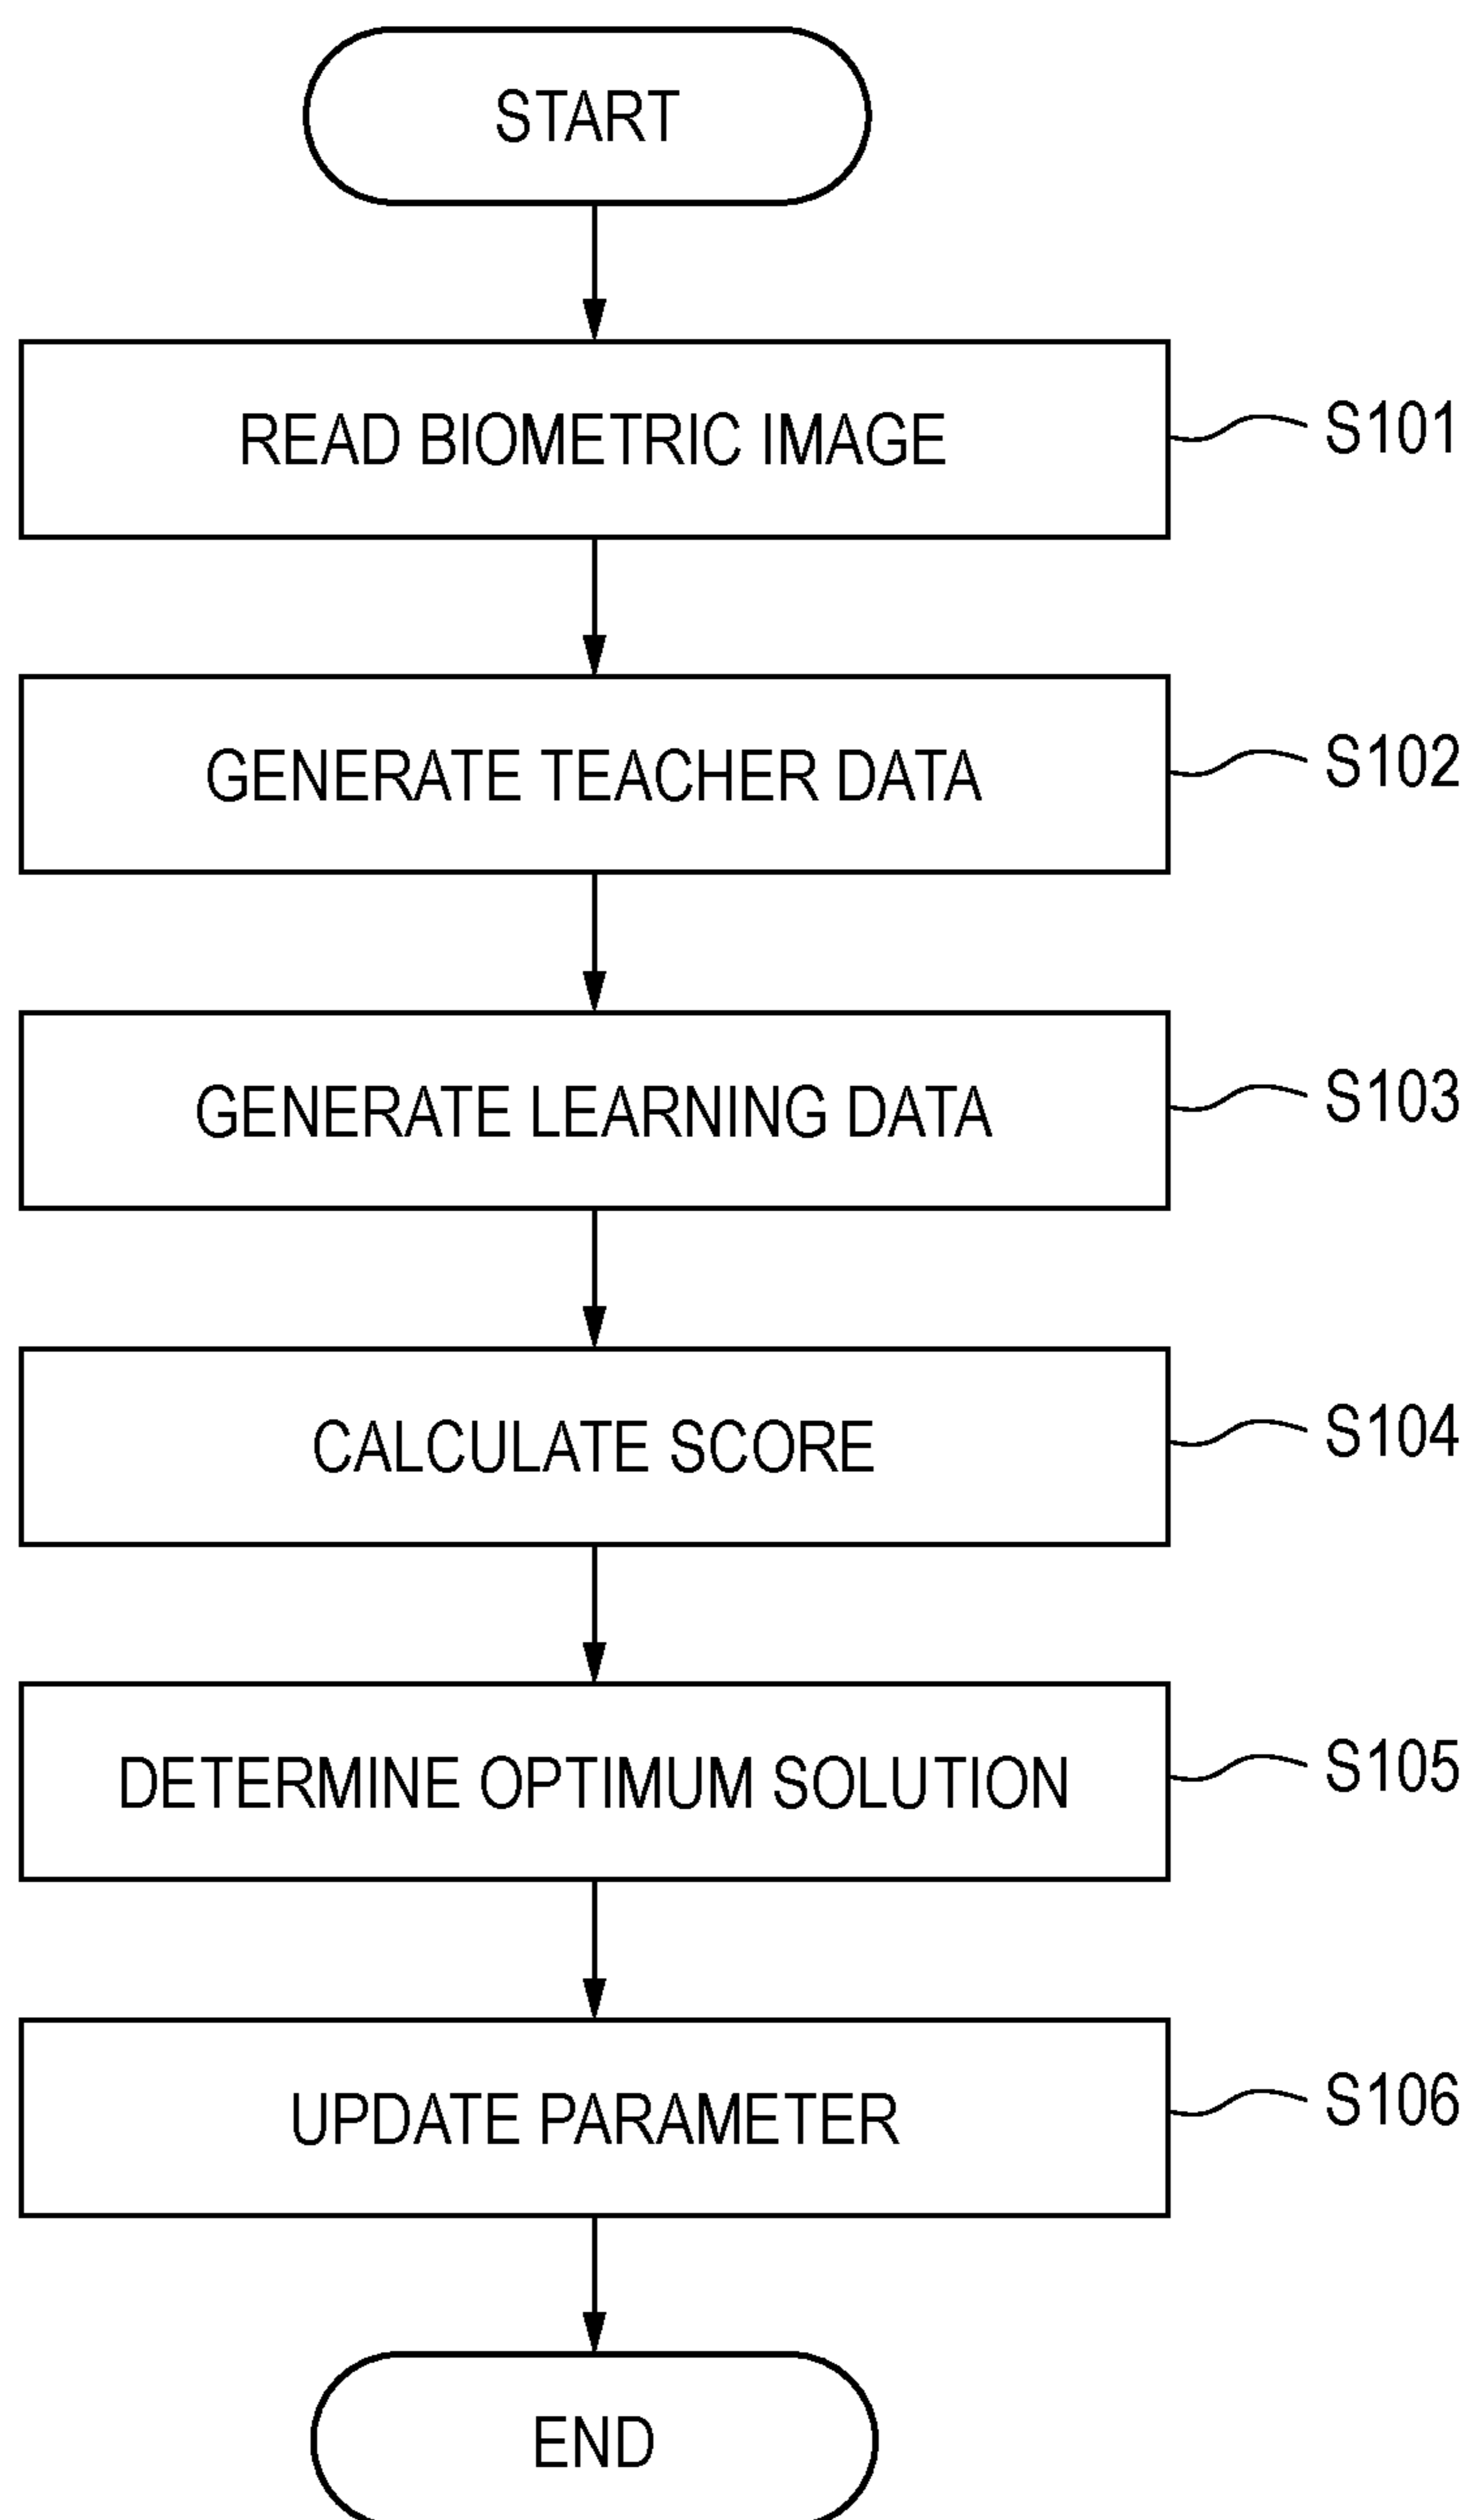 START
READ BIOMETRIC IMAGE
S101
GENERATE TEACHER DATA
S102
GENERATE LEARNING DATA
S103
CALCULATE SCORE
S104
DETERMINE OPTIMUM SOLUTION
S105
UPDATE PARAMETER
S106
END